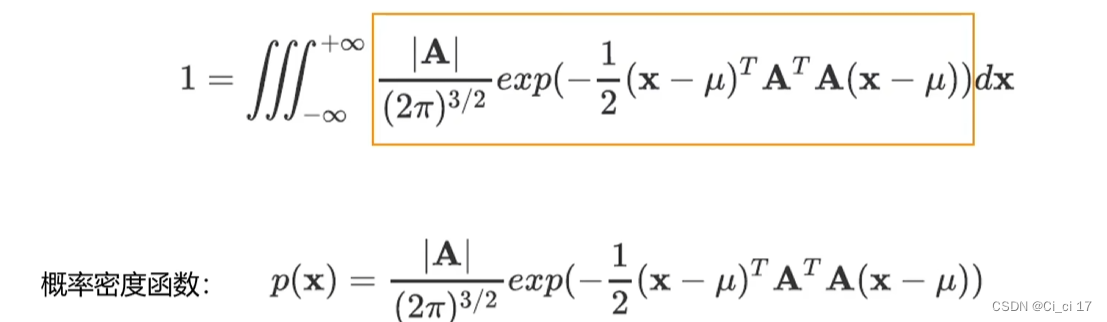 1 = ∭_{-∞}^{+∞} |A|/(2π)^{3/2} exp(-1/2(x - μ)^T A^T A(x - μ))dx
概率密度函数： p(x) = |A|/(2π)^{3/2} exp(-1/2(x - μ)^T A^T A(x - μ))
CSDN @Ci_ci 17